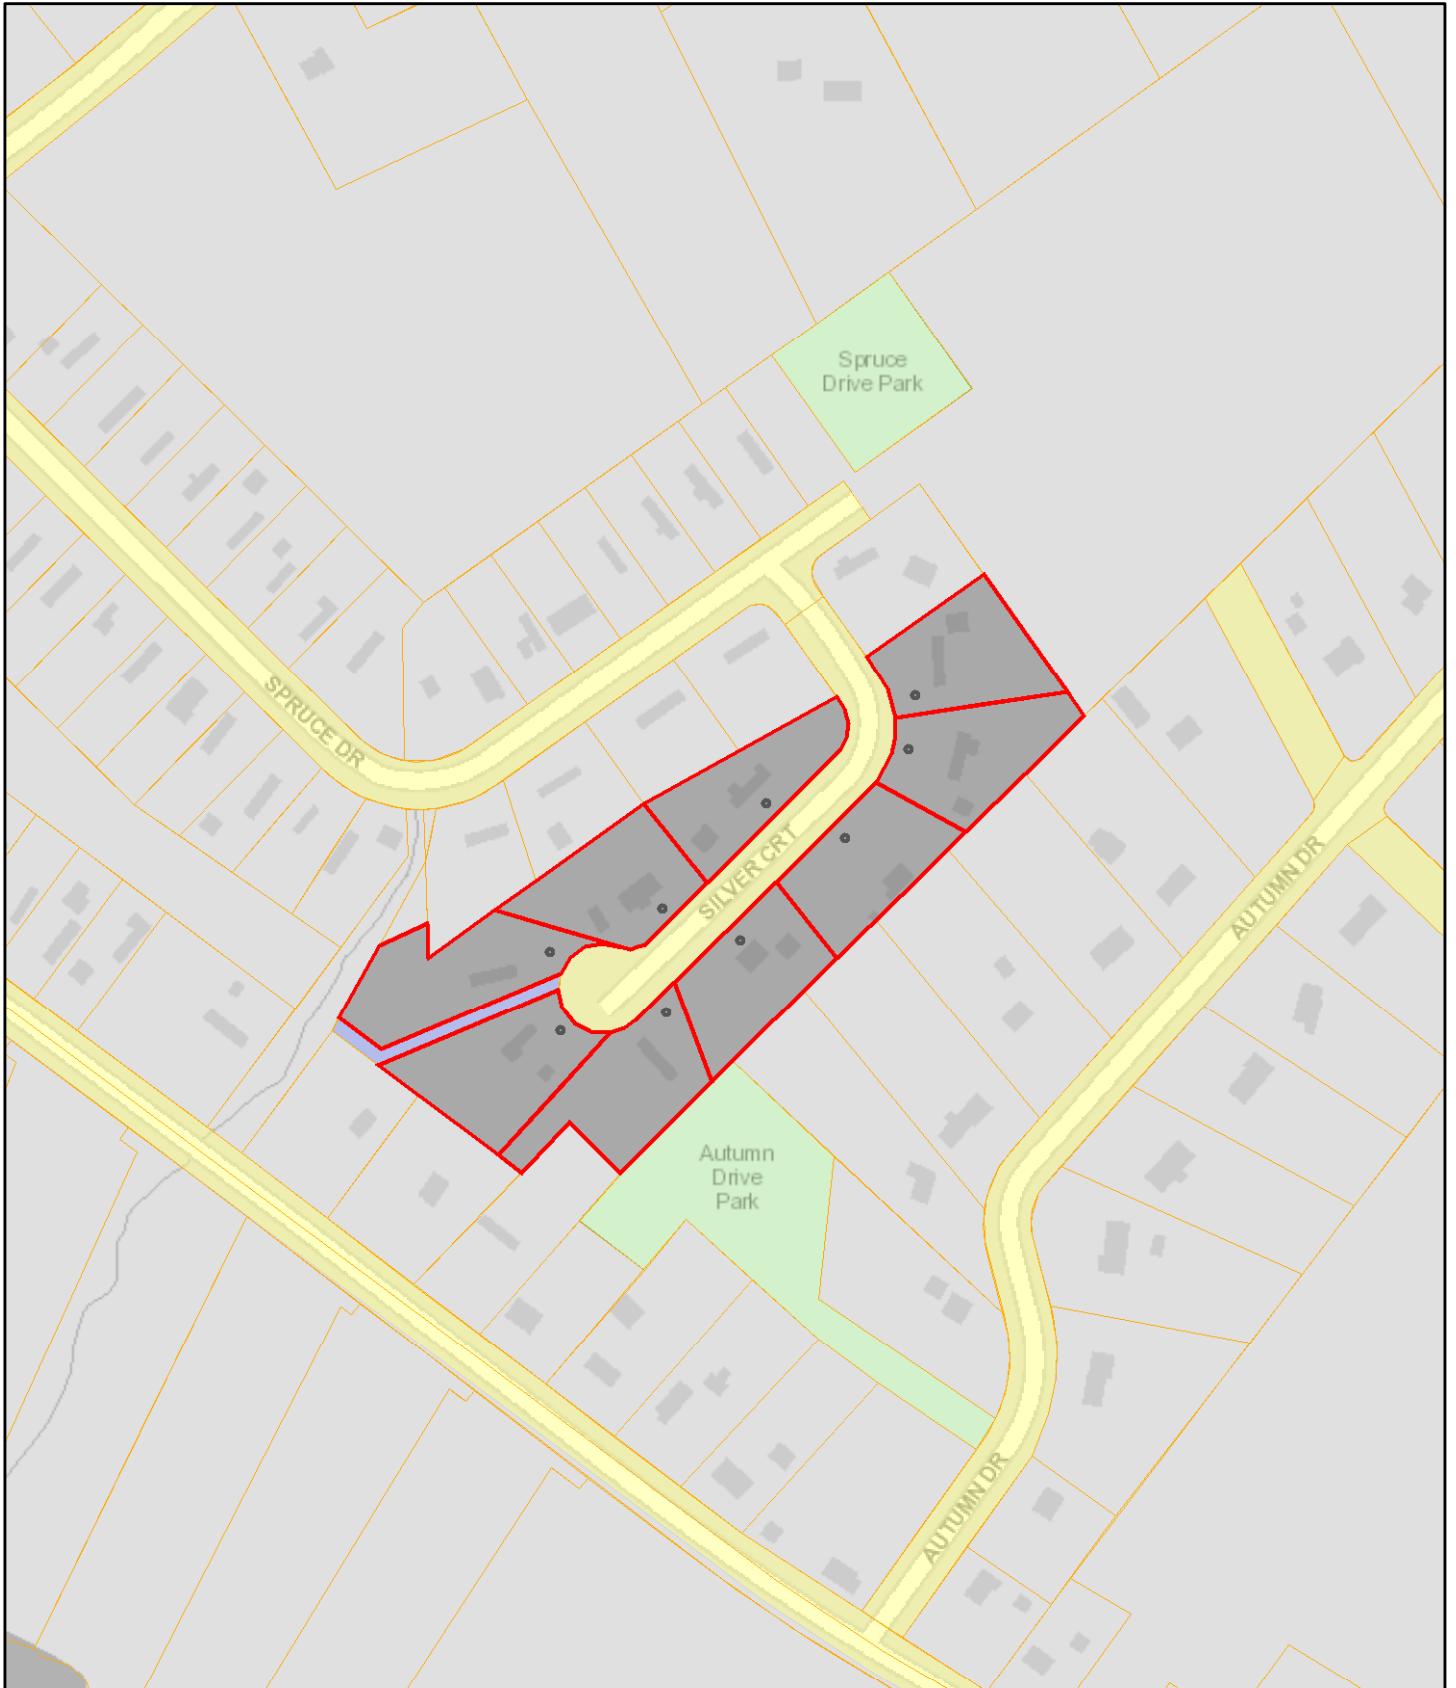 Spruce
Drive Park
SPRUCE DR
SILVER CRT
AUTUMN DR
Autumn
Drive
Park
AUTUMN DR